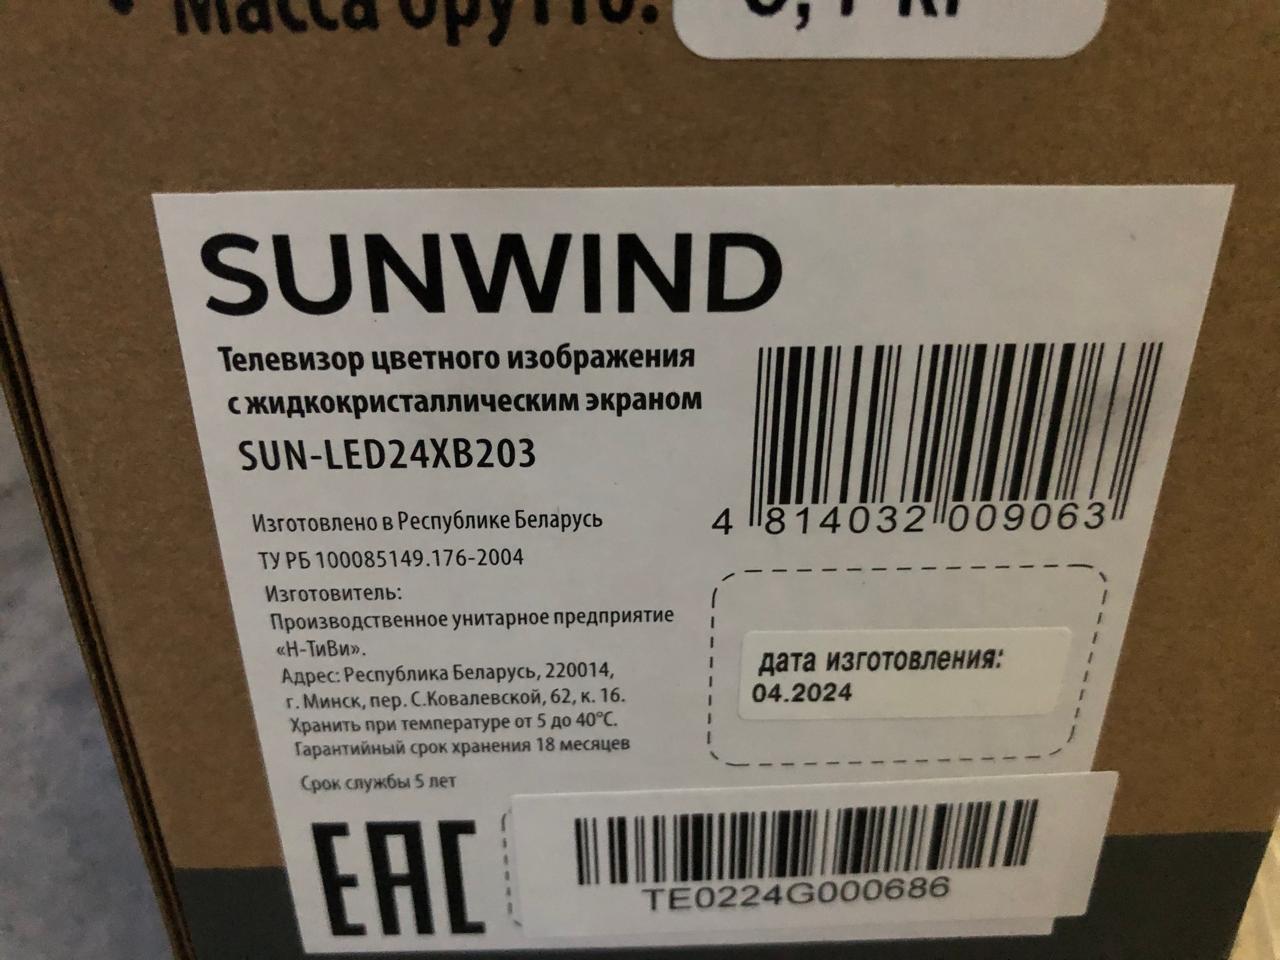 Масса брутто:
SUNWIND
Телевизор цветного изображения
с жидкокристаллическим экраном
SUN-LED24XB203
4 814032 009063
Изготовлено в Республике Беларусь
ТУ РБ 100085149.176-2004
Изготовитель:
Производственное унитарное предприятие
«Н-ТиВи».
Адрес: Республика Беларусь, 220014,
г. Минск, пер. С.Ковалевской, 62, к. 16.
Хранить при температуре от 5 до 40°С.
Гарантийный срок хранения 18 месяцев
Срок службы 5 лет
дата изготовления:
04.2024
EAC
TE0224G000686